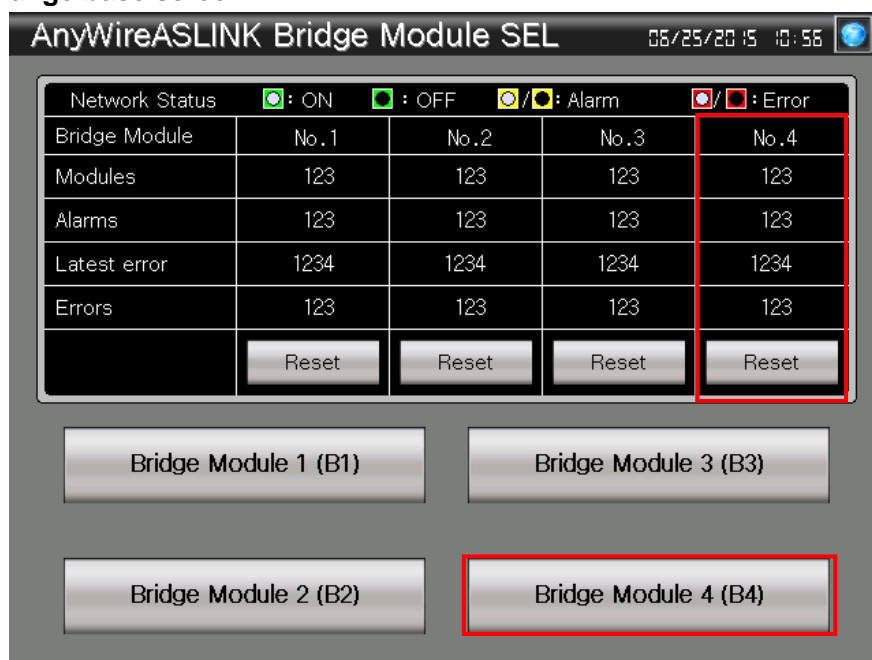 AnyWireASLINK Bridge Module SEL 06/25/2015 10:56
Network Status : ON : OFF / : Alarm / : Error
Bridge Module No.1 No.2 No.3 No.4
Modules 123 123 123 123
Alarms 123 123 123 123
Latest error 1234 1234 1234 1234
Errors 123 123 123 123
Reset Reset Reset Reset
Bridge Module 1 (B1) Bridge Module 3 (B3)
Bridge Module 2 (B2) Bridge Module 4 (B4)